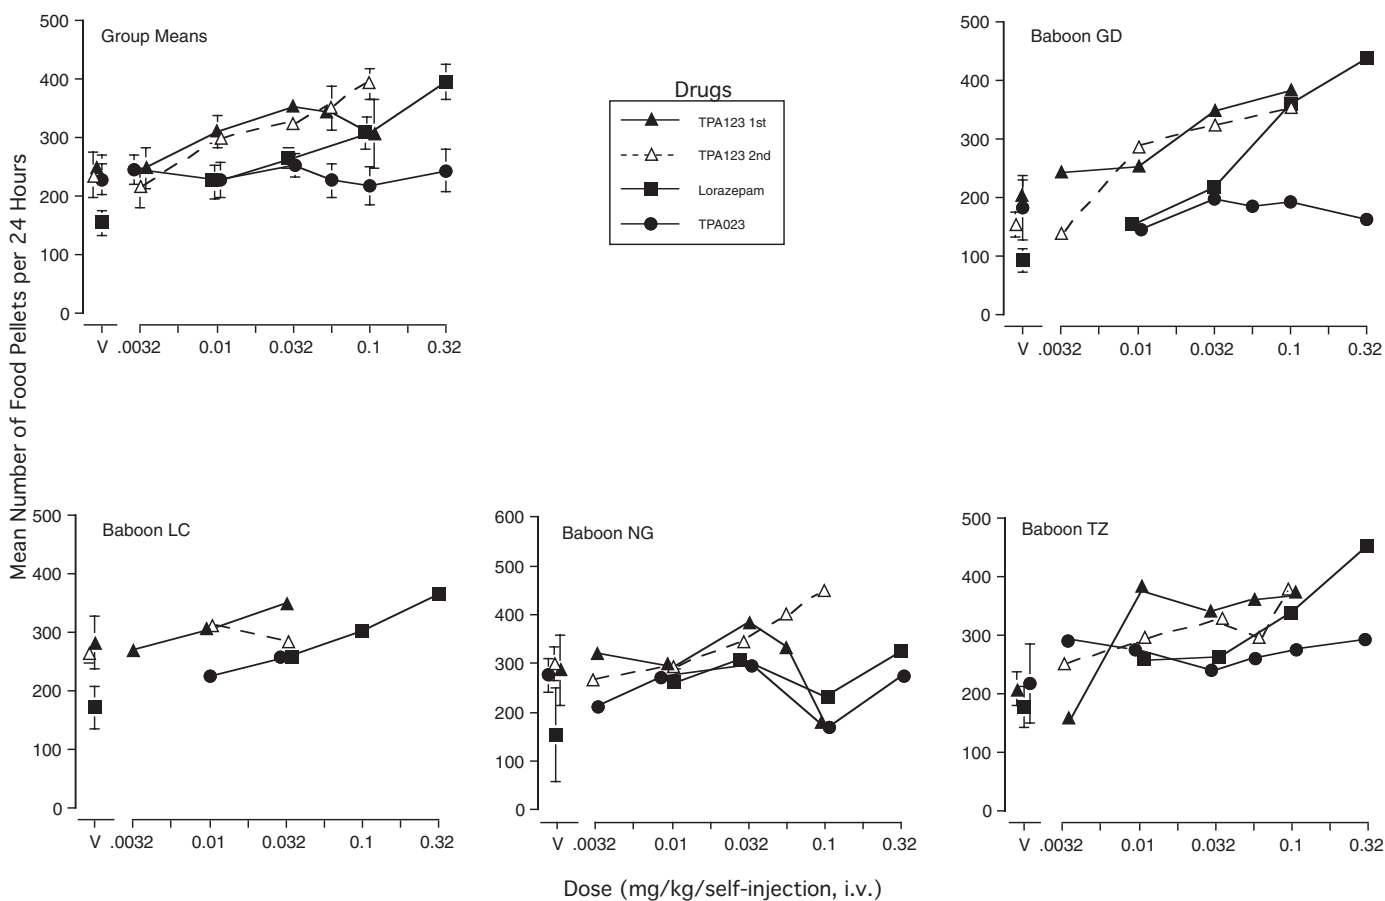 Mean Number of Food Pellets per 24 Hours
Group Means
500
400
300
200
100
0
V .0032 0.01 0.032 0.1 0.32
Drugs
TPA123 1st
TPA123 2nd
Lorazepam
TPA023
Baboon GD
500
400
300
200
100
0
V .0032 0.01 0.032 0.1 0.32
Baboon LC
500
400
300
200
100
0
V .0032 0.01 0.032 0.1 0.32
Baboon NG
600
500
400
300
200
100
0
V .0032 0.01 0.032 0.1 0.32
Baboon TZ
500
400
300
200
100
0
V .0032 0.01 0.032 0.1 0.32
Dose (mg/kg/self-injection, i.v.)